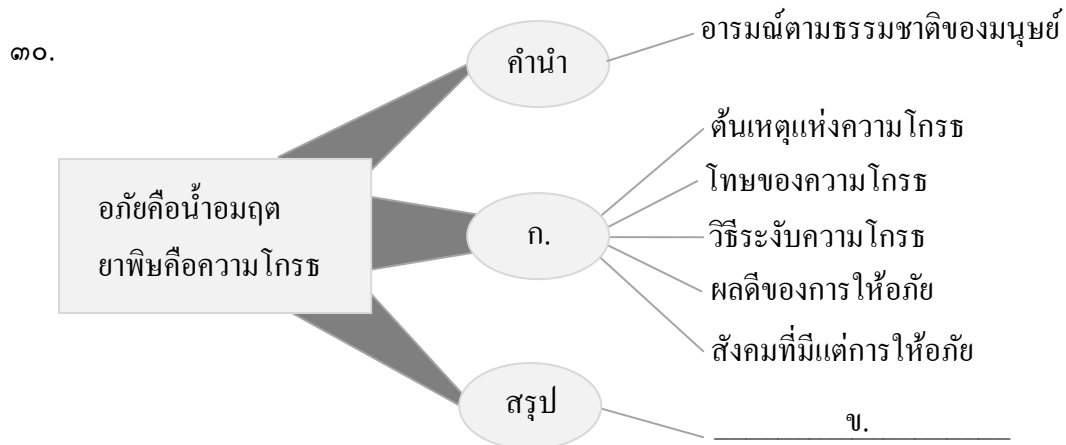 ๓๐.
อภัยคือน้ำอมฤต
ยาพิษคือความโกรธ
คำนำ
อารมณ์ตามธรรมชาติของมนุษย์
ก.
ต้นเหตุแห่งความโกรธ
โทษของความโกรธ
วิธีระงับความโกรธ
ผลดีของการให้อภัย
สังคมที่มีแต่การให้อภัย
สรุป
ข.